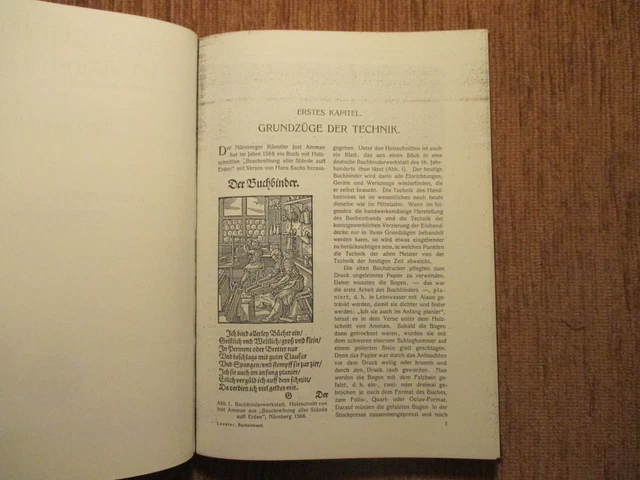 ERSTES KAPITEL.
GRUNDZÜGE DER TECHNIK.
Der Nürnberger Künstler Jost Amman
hat im Jahre 1568 ein Buch mit Holz-
schnitten „Beschreibung aller Stände auff
Erden" mit Versen von Hans Sachs heraus-
Der Buchbinder.
Ich bind allerley Bücher ein/
Geistlich und Weltlich/groß und klein/
In Perment oder Bretter nur
Und beschlags mit guter Clausur
Und Spangen/und stempff sie zur zier/
Ich sie auch im anfang planier/
Etlich vergüld ich auff dem schnitt/
Da verdien ich viel geldes mit.
G Der
Abb. 1. Buchbinderwerkstatt. Holzschnitt von
Jost Amman aus „Beschreibung aller Stände
auff Erden", Nürnberg 1568.
Loubier, Bucheinband.
gegeben. Unter den Holzschnitten ist auch
ein Blatt, das uns einen Blick in eine
deutsche Buchbinderwerkstatt des 16. Jahr-
hunderts thun lässt (Abb. 1). Der heutige
Buchbinder wird darin alle Einrichtungen,
Geräte und Werkzeuge wiederfinden, die
er selbst braucht. Die Technik des Hand-
betriebes ist im wesentlichen noch heute
dieselbe wie im Mittelalter. Wenn im fol-
genden die handwerksmäßige Herstellung
des Bucheinbands und die Technik der
kunstgewerblichen Verzierung der Einband-
decke nur in ihren Grundzügen behandelt
werden kann, so wird etwas eingehender
zu berücksichtigen sein, in welchen Punkten
die Technik der alten Meister von der
Technik der heutigen Zeit abweicht.
Die alten Buchdrucker pflegten zum
Druck ungeleimtes Papier zu verwenden.
Daher mussten die Bogen, — das war
die erste Arbeit des Buchbinders —, plan-
iert, d. h. in Leimwasser mit Alaun ge-
tränkt werden, damit sie dichter und härter
werden. „Ich sie auch im Anfang planier",
heisst es in dem Verse unter dem Holz-
schnitt von Amman. Sobald die Bogen
dann getrocknet waren, wurden sie mit
einem schweren eisernen Schlaghammer auf
einem polierten Stein glatt geschlagen.
Denn das Papier war durch das Anfeuchten
vor dem Druck wellig und durch
den Druck rauh geworden. Nun
werden die Bogen mit dem Falzbein ge-
falzt, d. h. ein-, zwei- oder dreimal ge-
brochen je nach dem Format des Buches,
zum Folio-, Quart- oder Octav-Format.
Darauf müssen die gefalzten Bogen in der
Stockpresse zusammengepresst und noch
1